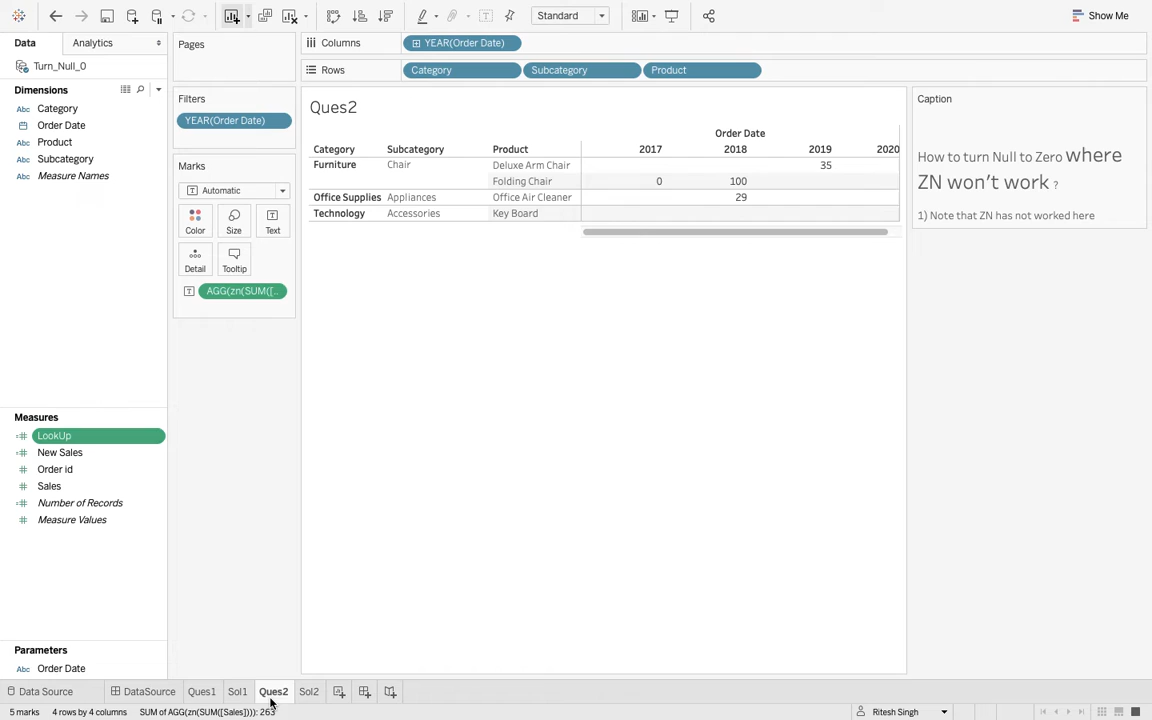 Standard
Show Me
Data
Analytics
Turn_Null_0
Dimensions
Abc Category
Order Date
Abc Product
Abc Subcategory
Abc Measure Names
Measures
LookUp
New Sales
Order id
Sales
Number of Records
Measure Values
Parameters
Abc Order Date
Pages
Filters
YEAR(Order Date)
Marks
Automatic
Color Size Text
Detail Tooltip
AGG(zn(SUM([..
Columns YEAR(Order Date)
Rows Category Subcategory Product
Ques2
Order Date
Category Subcategory Product 2017 2018 2019 2020
Furniture Chair Deluxe Arm Chair 35
Folding Chair 0 100
Office Supplies Appliances Office Air Cleaner 29
Technology Accessories Key Board
Caption
How to turn Null to Zero where
ZN won't work ?
1) Note that ZN has not worked here
Data Source DataSource Ques1 Sol1 Ques2 Sol2
5 marks 4 rows by 4 columns SUM of AGG(zn(SUM([Sales]))): 263 Ritesh Singh